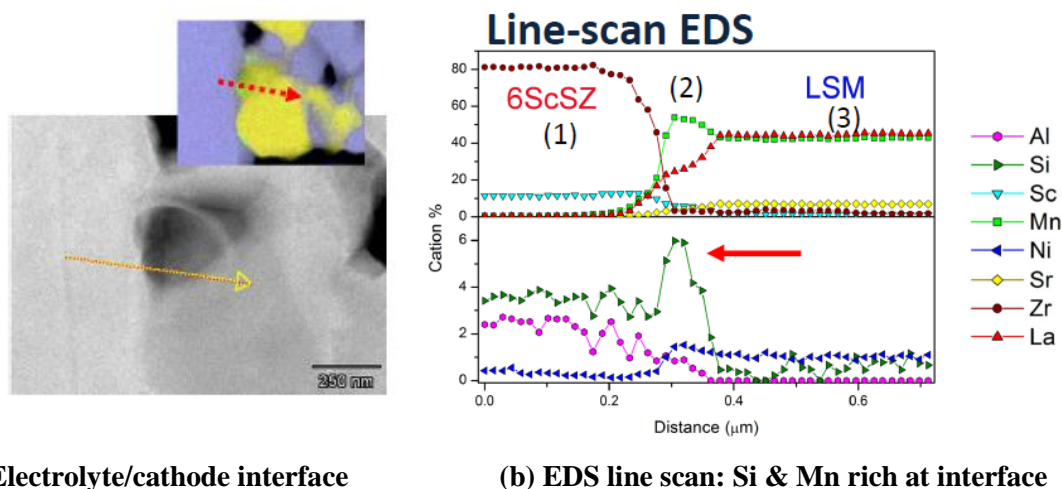 Line-scan EDS
80
60
40
20
0
6
4
2
0
Cation %
6ScSZ
(1)
(2)
LSM
(3)
Al
Si
Sc
Mn
Ni
Sr
Zr
La
250 nm
0.0
0.2
0.4
0.6
Distance (μm)
Electrolyte/cathode interface
(b) EDS line scan: Si & Mn rich at interface